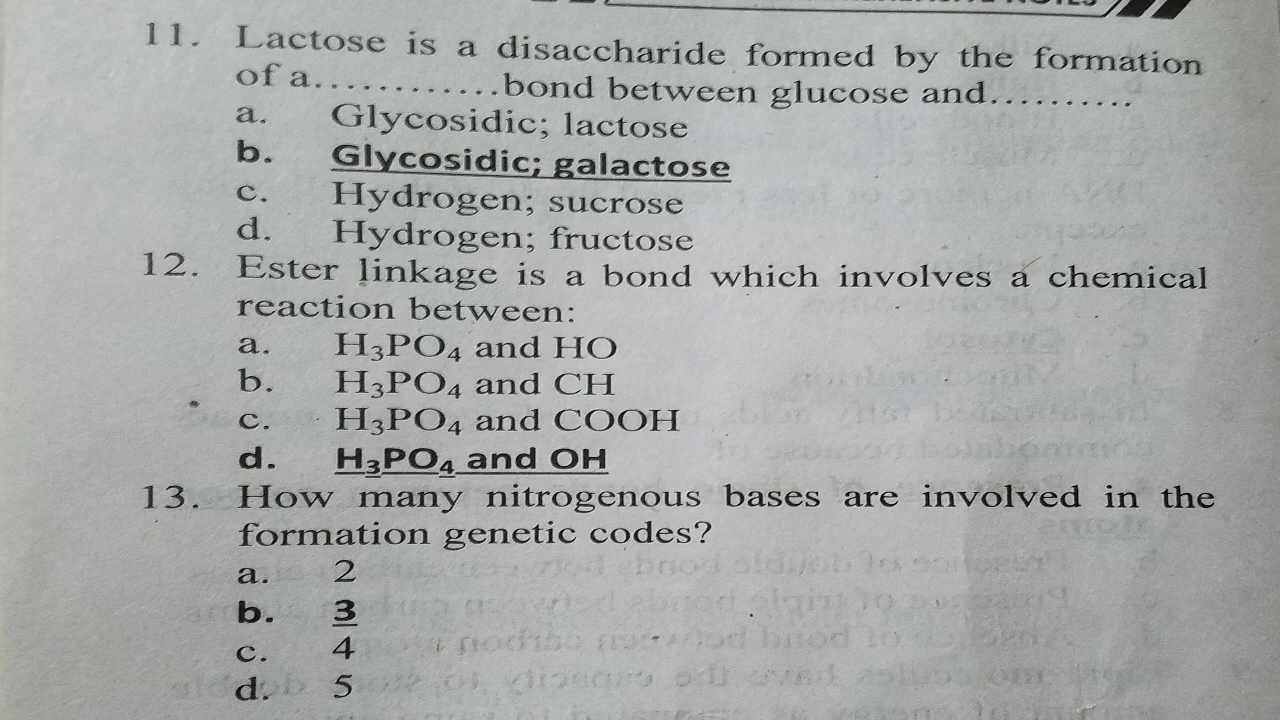 11. Lactose is a disaccharide formed by the formation
of a............bond between glucose and..........
a. Glycosidic; lactose
b. Glycosidic; galactose
c. Hydrogen; sucrose
d. Hydrogen; fructose
12. Ester linkage is a bond which involves a chemical
reaction between:
a. H₃PO₄ and HO
b. H₃PO₄ and CH
c. H₃PO₄ and COOH
d. H₃PO₄ and OH
13. How many nitrogenous bases are involved in the
formation genetic codes?
a. 2
b. 3
c. 4
d. 5